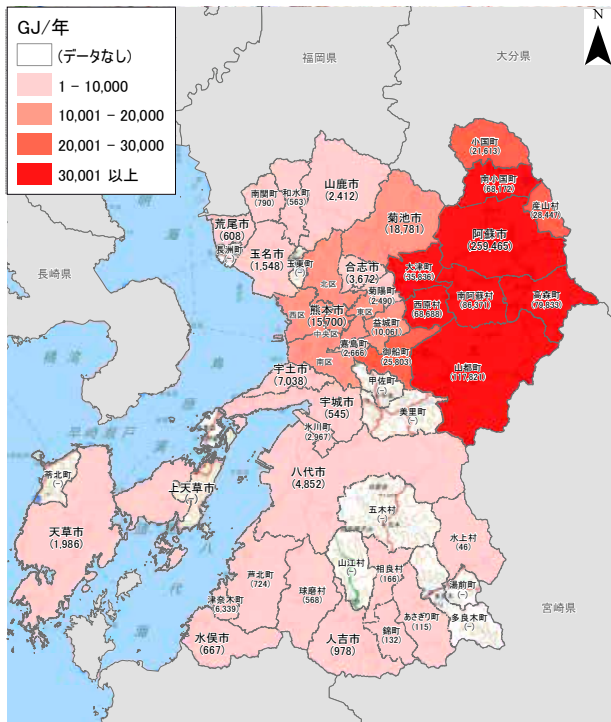 GJ/年
(データなし)
1 – 10,000
10,001 – 20,000
20,001 – 30,000
30,001 以上
N
福岡県
大分県
長崎県
宮崎県
小国町
(21,613)
南小国町
産山村
(28,447)
山鹿市
(2,412)
和水町
(563)
南関町
(790)
菊池市
(18,781)
阿蘇市
(259,465)
荒尾市
(608)
長洲町
(-)
玉名市
(1,548)
玉東町
(-)
合志市
(3,672)
大津町
(35,836)
北区
菊陽町
(2,490)
西原村
(68,688)
南阿蘇村
(86,371)
高森町
(79,833)
西区
熊本市
(15,700)
東区
中央区
益城町
(10,061)
嘉島町
(2,666)
御船町
(25,803)
南区
山都町
(117,621)
宇土市
(7,038)
甲佐町
(-)
宇城市
(545)
美里町
(-)
氷川町
(2,967)
八代市
(4,852)
苓北町
(-)
上天草市
(-)
五木村
(-)
天草市
(1,986)
水上村
(46)
山江村
(-)
相良村
(166)
湯前町
(-)
芦北町
(724)
球磨村
(568)
津奈木町
(6,339)
あさぎり町
(115)
多良木町
(-)
水俣市
(667)
人吉市
(978)
錦町
(132)